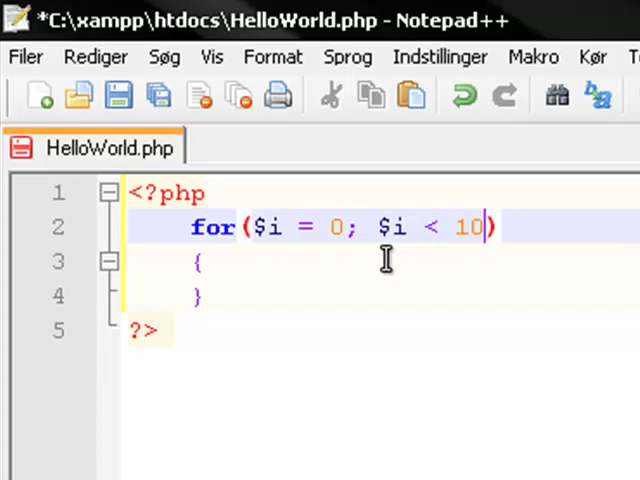 *C:\xampp\htdocs\HelloWorld.php - Notepad++
Filer Rediger Søg Vis Format Sprog Indstillinger Makro Kør
HelloWorld.php
1 <?php
2 for($i = 0; $i < 10)
3 {
4 }
5 ?>